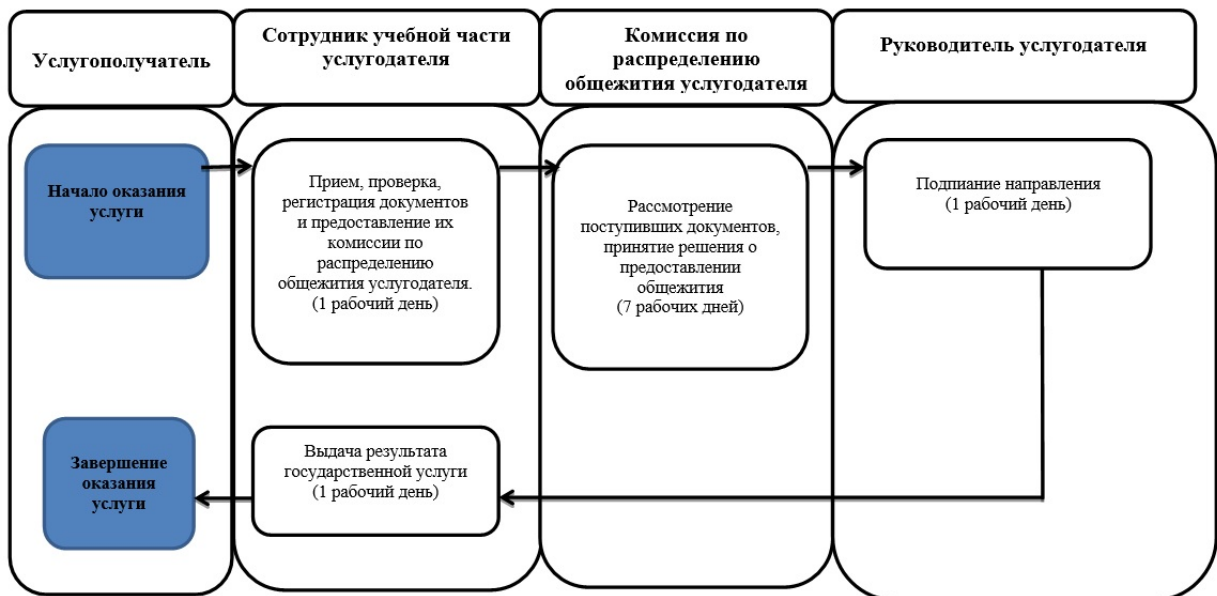 Услугополучатель
Сотрудник учебной части
услугодателя
Комиссия по
распределению
общежития услугодателя
Руководитель услугодателя
Начало оказания
услуги
Прием, проверка,
регистрация документов
и предоставление их
комиссии по
распределению
общежития услугодателя.
(1 рабочий день)
Рассмотрение
поступивших документов,
принятие решения о
предоставлении
общежития
(7 рабочих дней)
Подпиание направления
(1 рабочий день)
Завершение
оказания
услуги
Выдача результата
государственной услуги
(1 рабочий день)